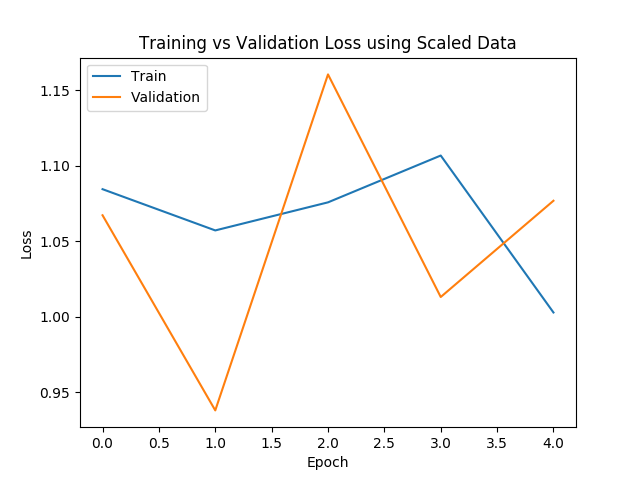 Training vs Validation Loss using Scaled Data
Train
Validation
1.15
1.10
1.05
1.00
0.95
Loss
0.0 0.5 1.0 1.5 2.0 2.5 3.0 3.5 4.0
Epoch